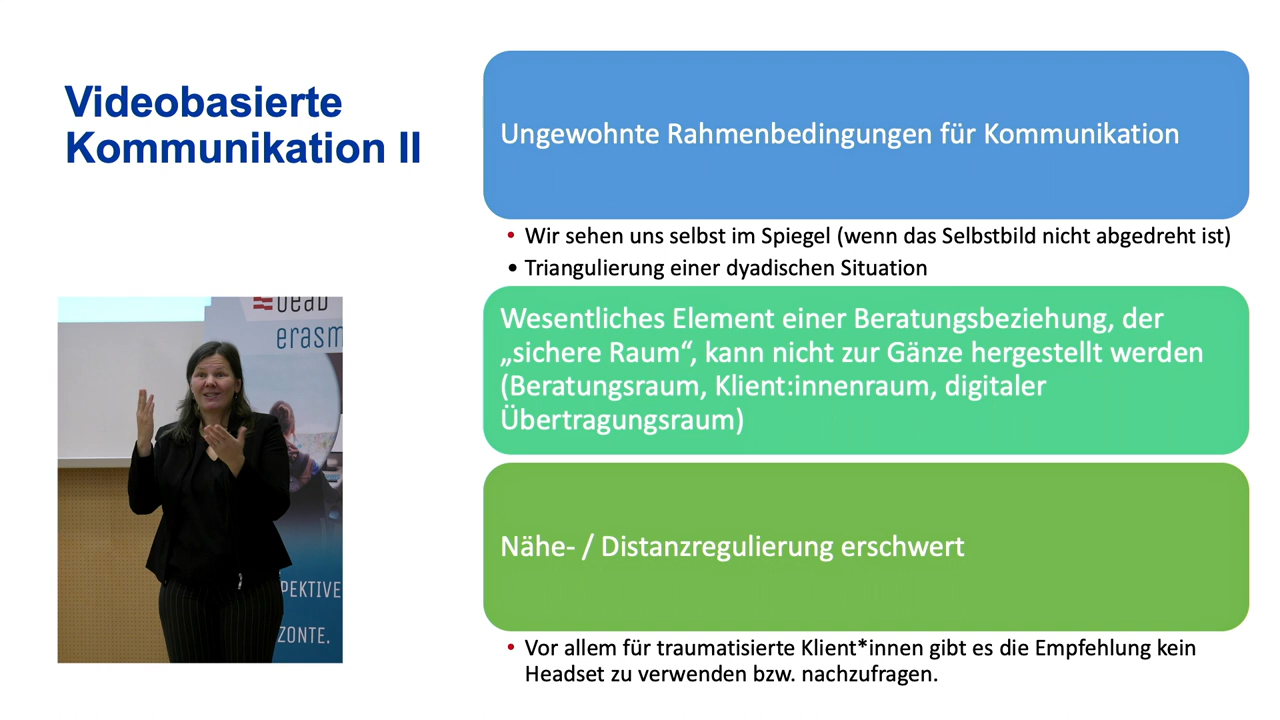 Videobasierte
Kommunikation II
Ungewohnte Rahmenbedingungen für Kommunikation
• Wir sehen uns selbst im Spiegel (wenn das Selbstbild nicht abgedreht ist)
• Triangulierung einer dyadischen Situation
Wesentliches Element einer Beratungsbeziehung, der
„sichere Raum“, kann nicht zur Gänze hergestellt werden
(Beratungsraum, Klient:innenraum, digitaler
Übertragungsraum)
Nähe- / Distanzregulierung erschwert
• Vor allem für traumatisierte Klient*innen gibt es die Empfehlung kein
Headset zu verwenden bzw. nachzufragen.
oead
erasm
PEKTIVE
ZONTE.